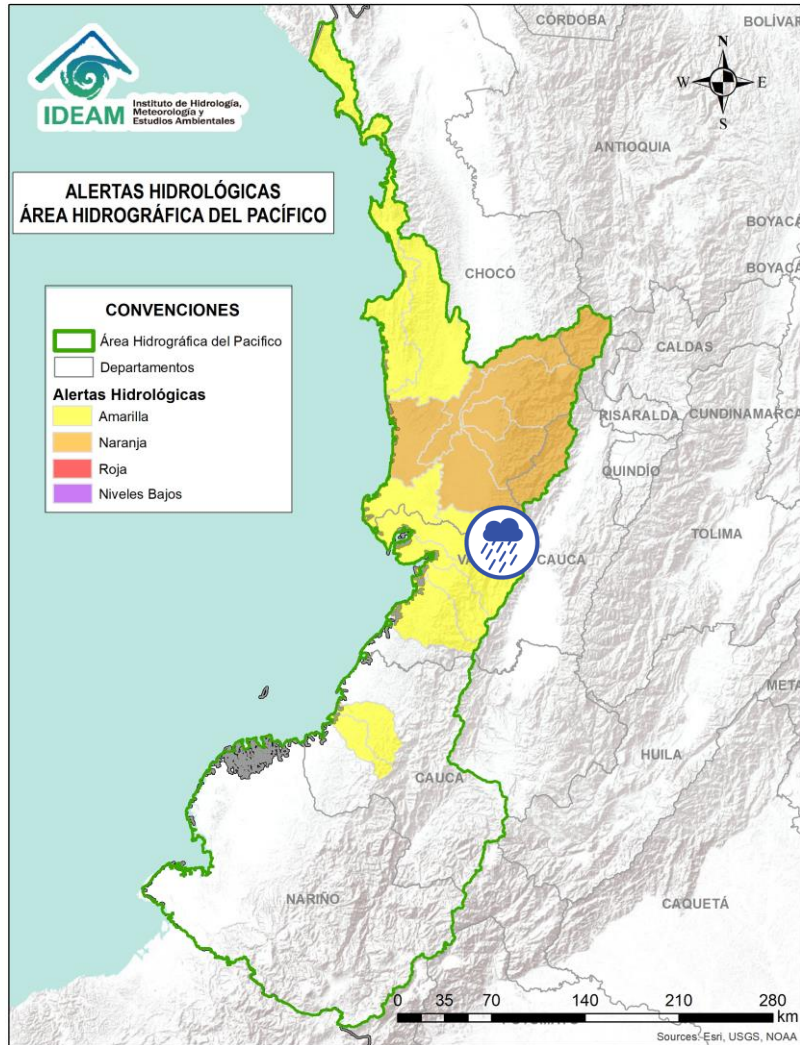 CÓRDOBA
BOLÍVAR
IDEAM
Instituto de Hidrología,
Meteorología y
Estudios Ambientales
N
W
E
S
ANTIOQUIA
ALERTAS HIDROLÓGICAS
ÁREA HIDROGRÁFICA DEL PACÍFICO
BOYACÁ
CHOCÓ
BOYACÁ
CONVENCIONES
Área Hidrográfica del Pacifico
Departamentos
Alertas Hidrológicas
Amarilla
Naranja
Roja
Niveles Bajos
CALDAS
RISARALDA
CUNDINAMARCA
QUINDÍO
TOLIMA
CAUCA
META
HUILA
CAUCA
NARIÑO
CAQUETÁ
0 35 70 140 210 280
km
Sources: Esri, USGS, NOAA